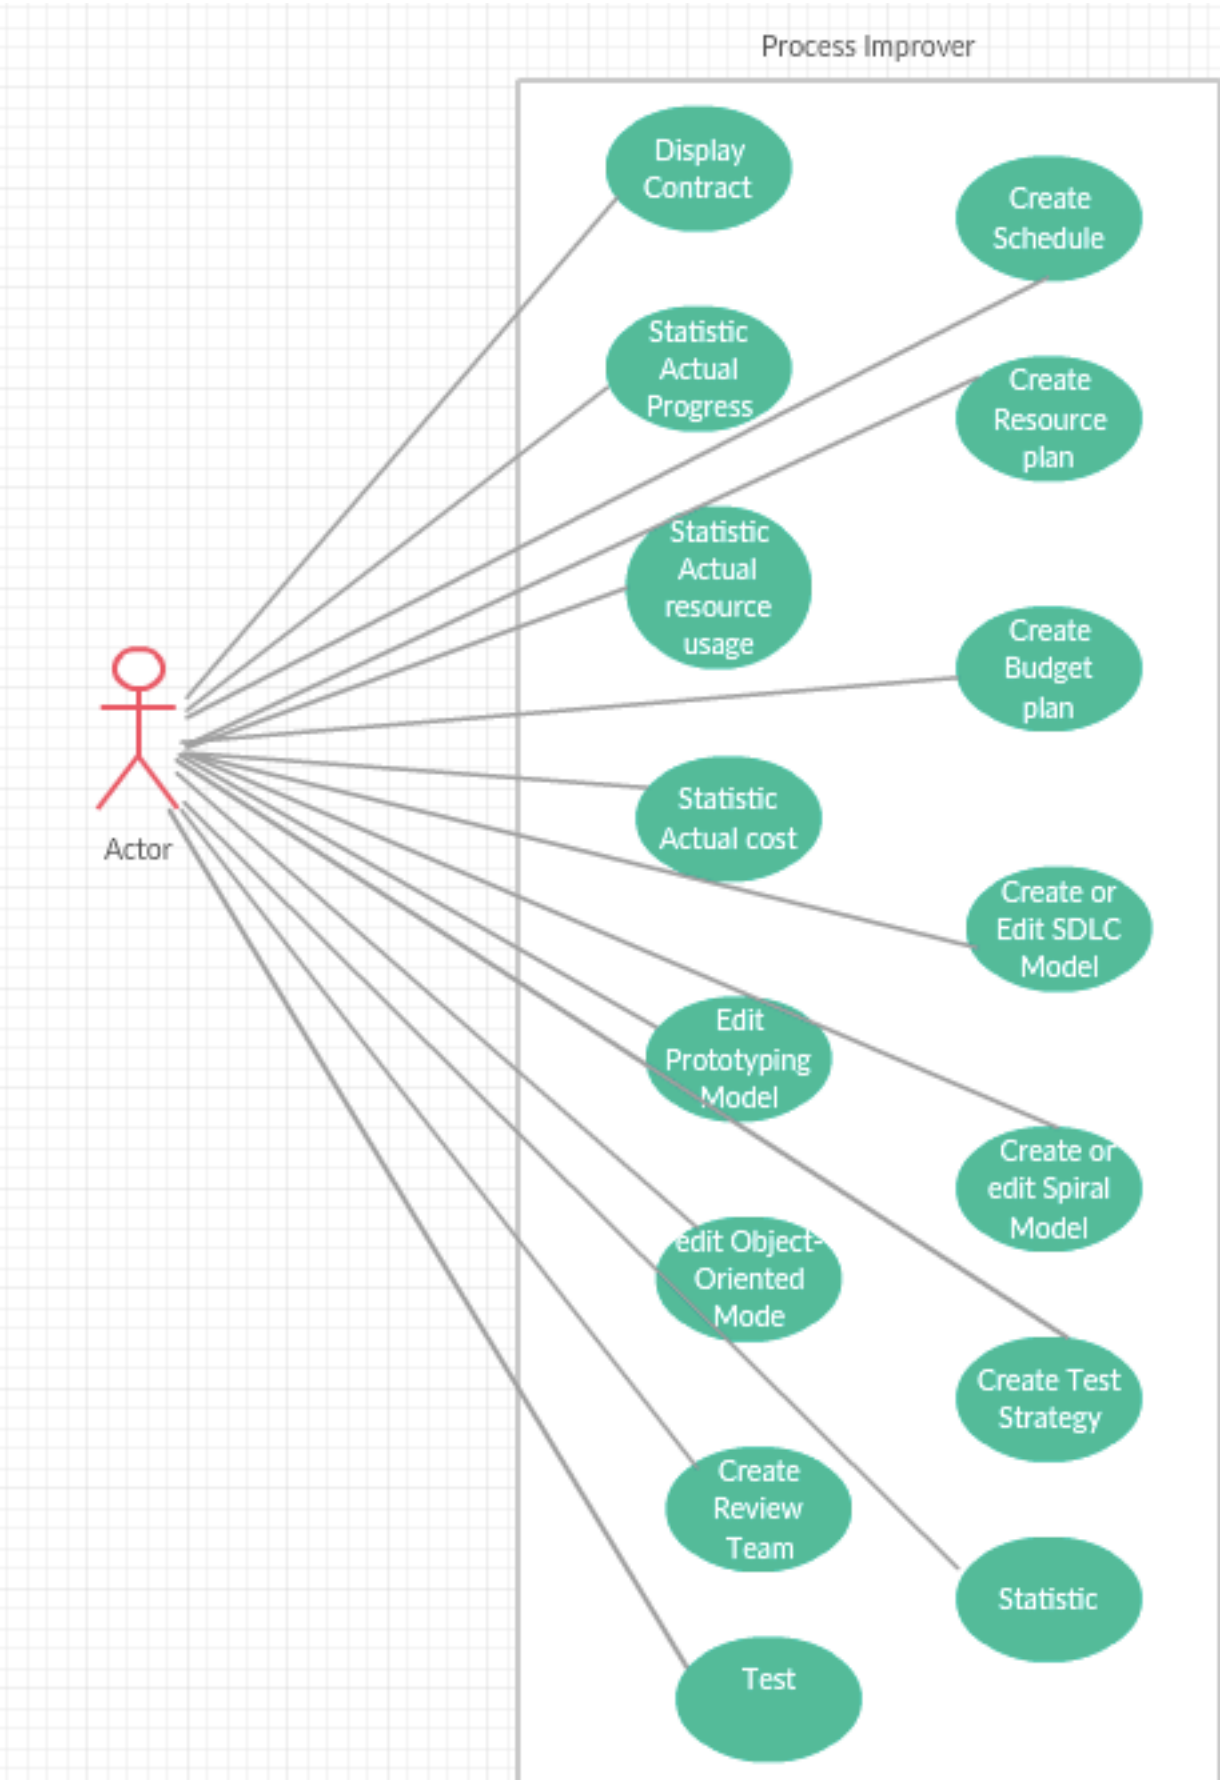 Process Improver
Display
Contract
Create
Schedule
Statistic
Actual
Progress
Create
Resource
plan
Statistic
Actual
resource
usage
Create
Budget
plan
Actor
Statistic
Actual cost
Create or
Edit SDLC
Model
Edit
Prototyping
Model
Create or
edit Spiral
Model
edit Object-
Oriented
Mode
Create Test
Strategy
Create
Review
Team
Statistic
Test